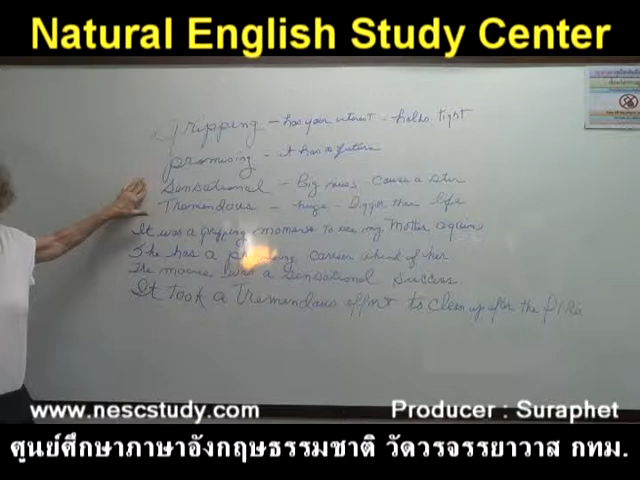 Natural English Study Center
Gripping - has your interest - holds tight
promising - it has a future
Sensational - Big news cause a stir
Tremendous - huge - Bigger than life
It was a gripping moment to see my Mother again
She has a promising career ahead of her
The movie was a sensational success.
It took a tremendous effort to clean up after the fire
www.nescstudy.com
Producer : Suraphet
ศูนย์ศึกษาภาษาอังกฤษธรรมชาติ วัดวรจรรยาวาส กทม.